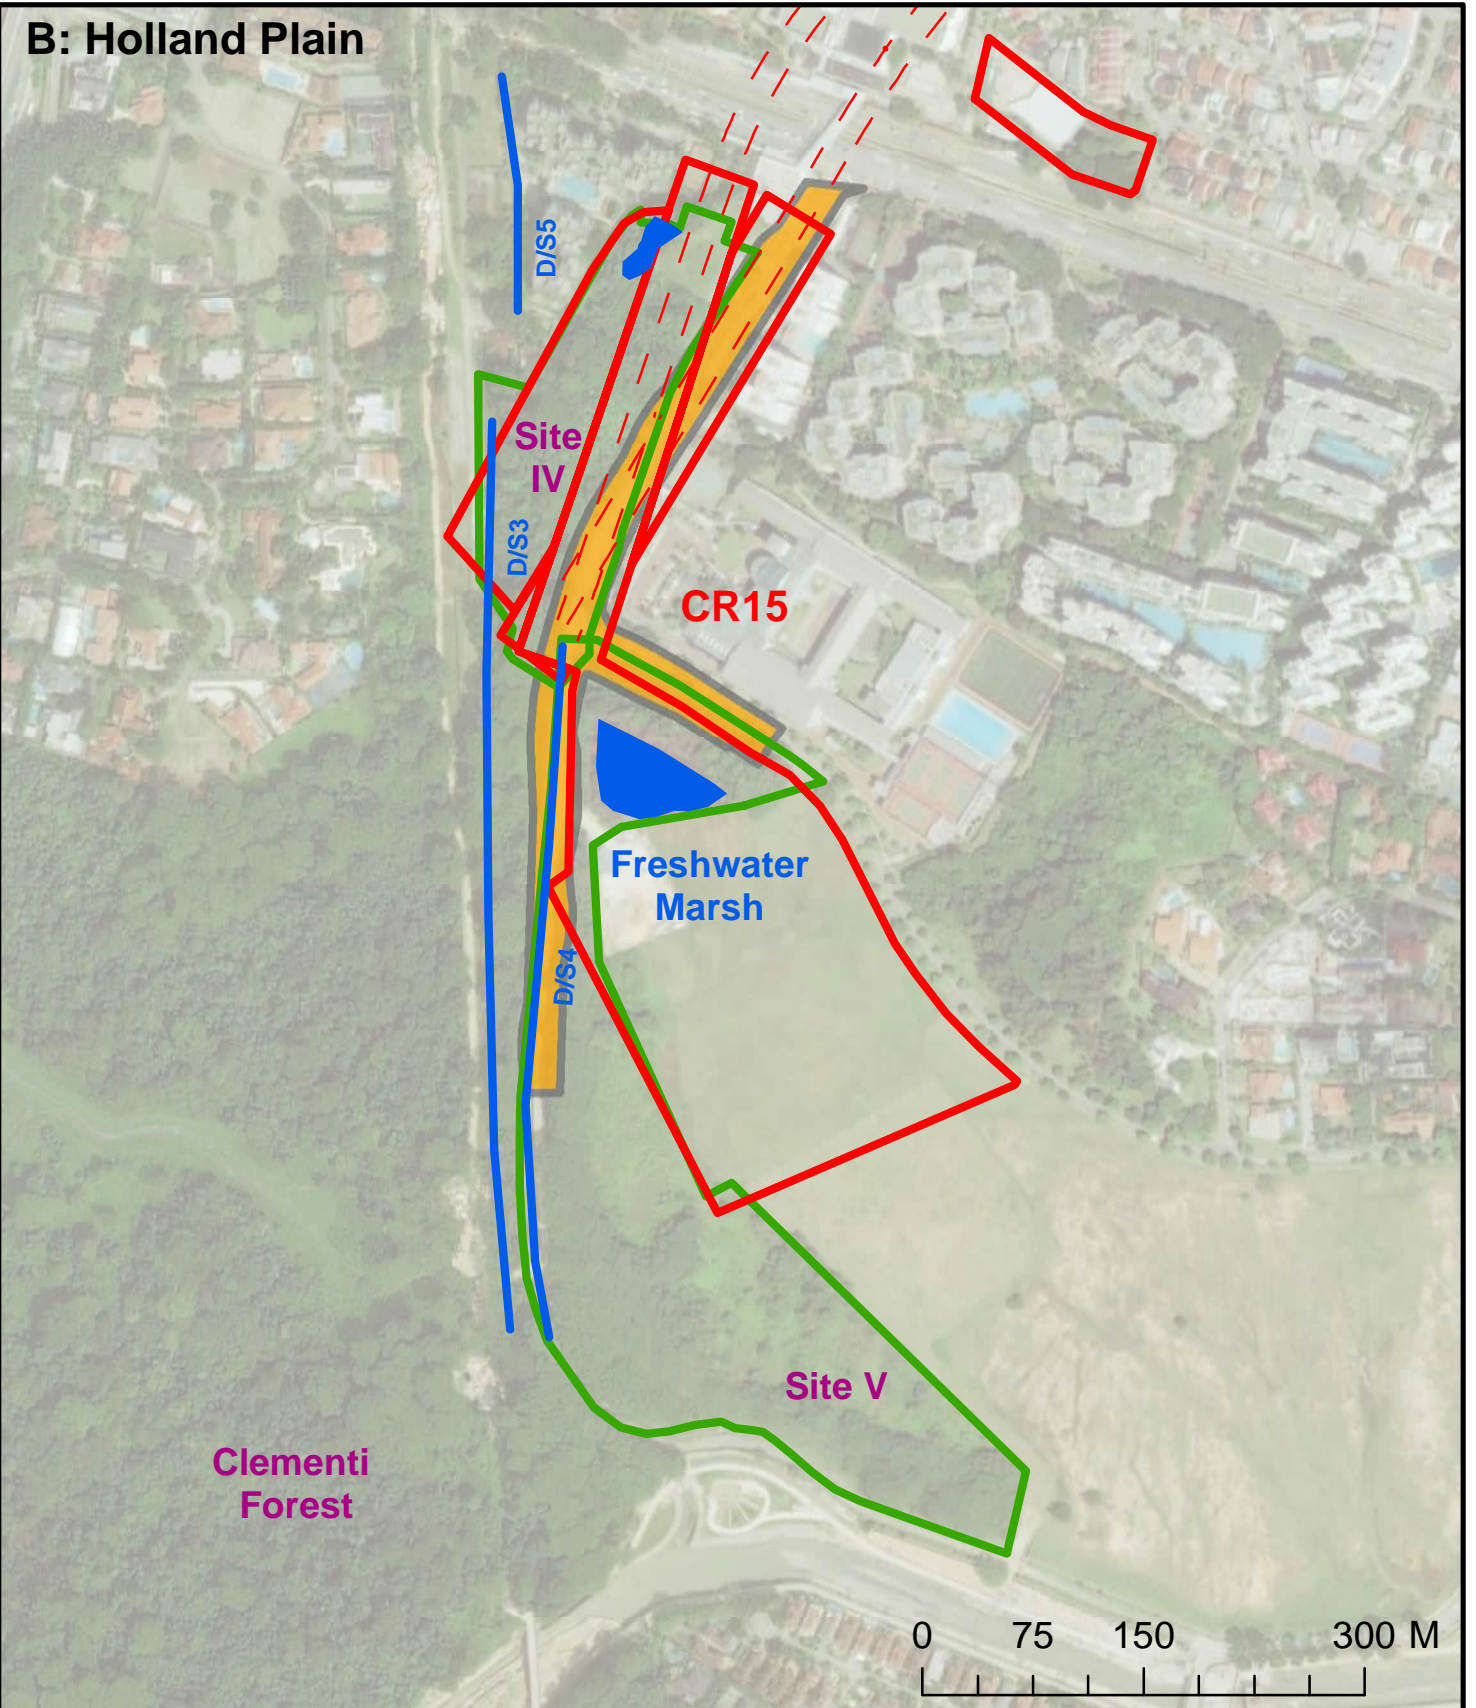 B: Holland Plain
D/S5
Site
IV
D/S3
CR15
Freshwater
Marsh
D/S4
Site V
Clementi
Forest
0 75 150 300 M